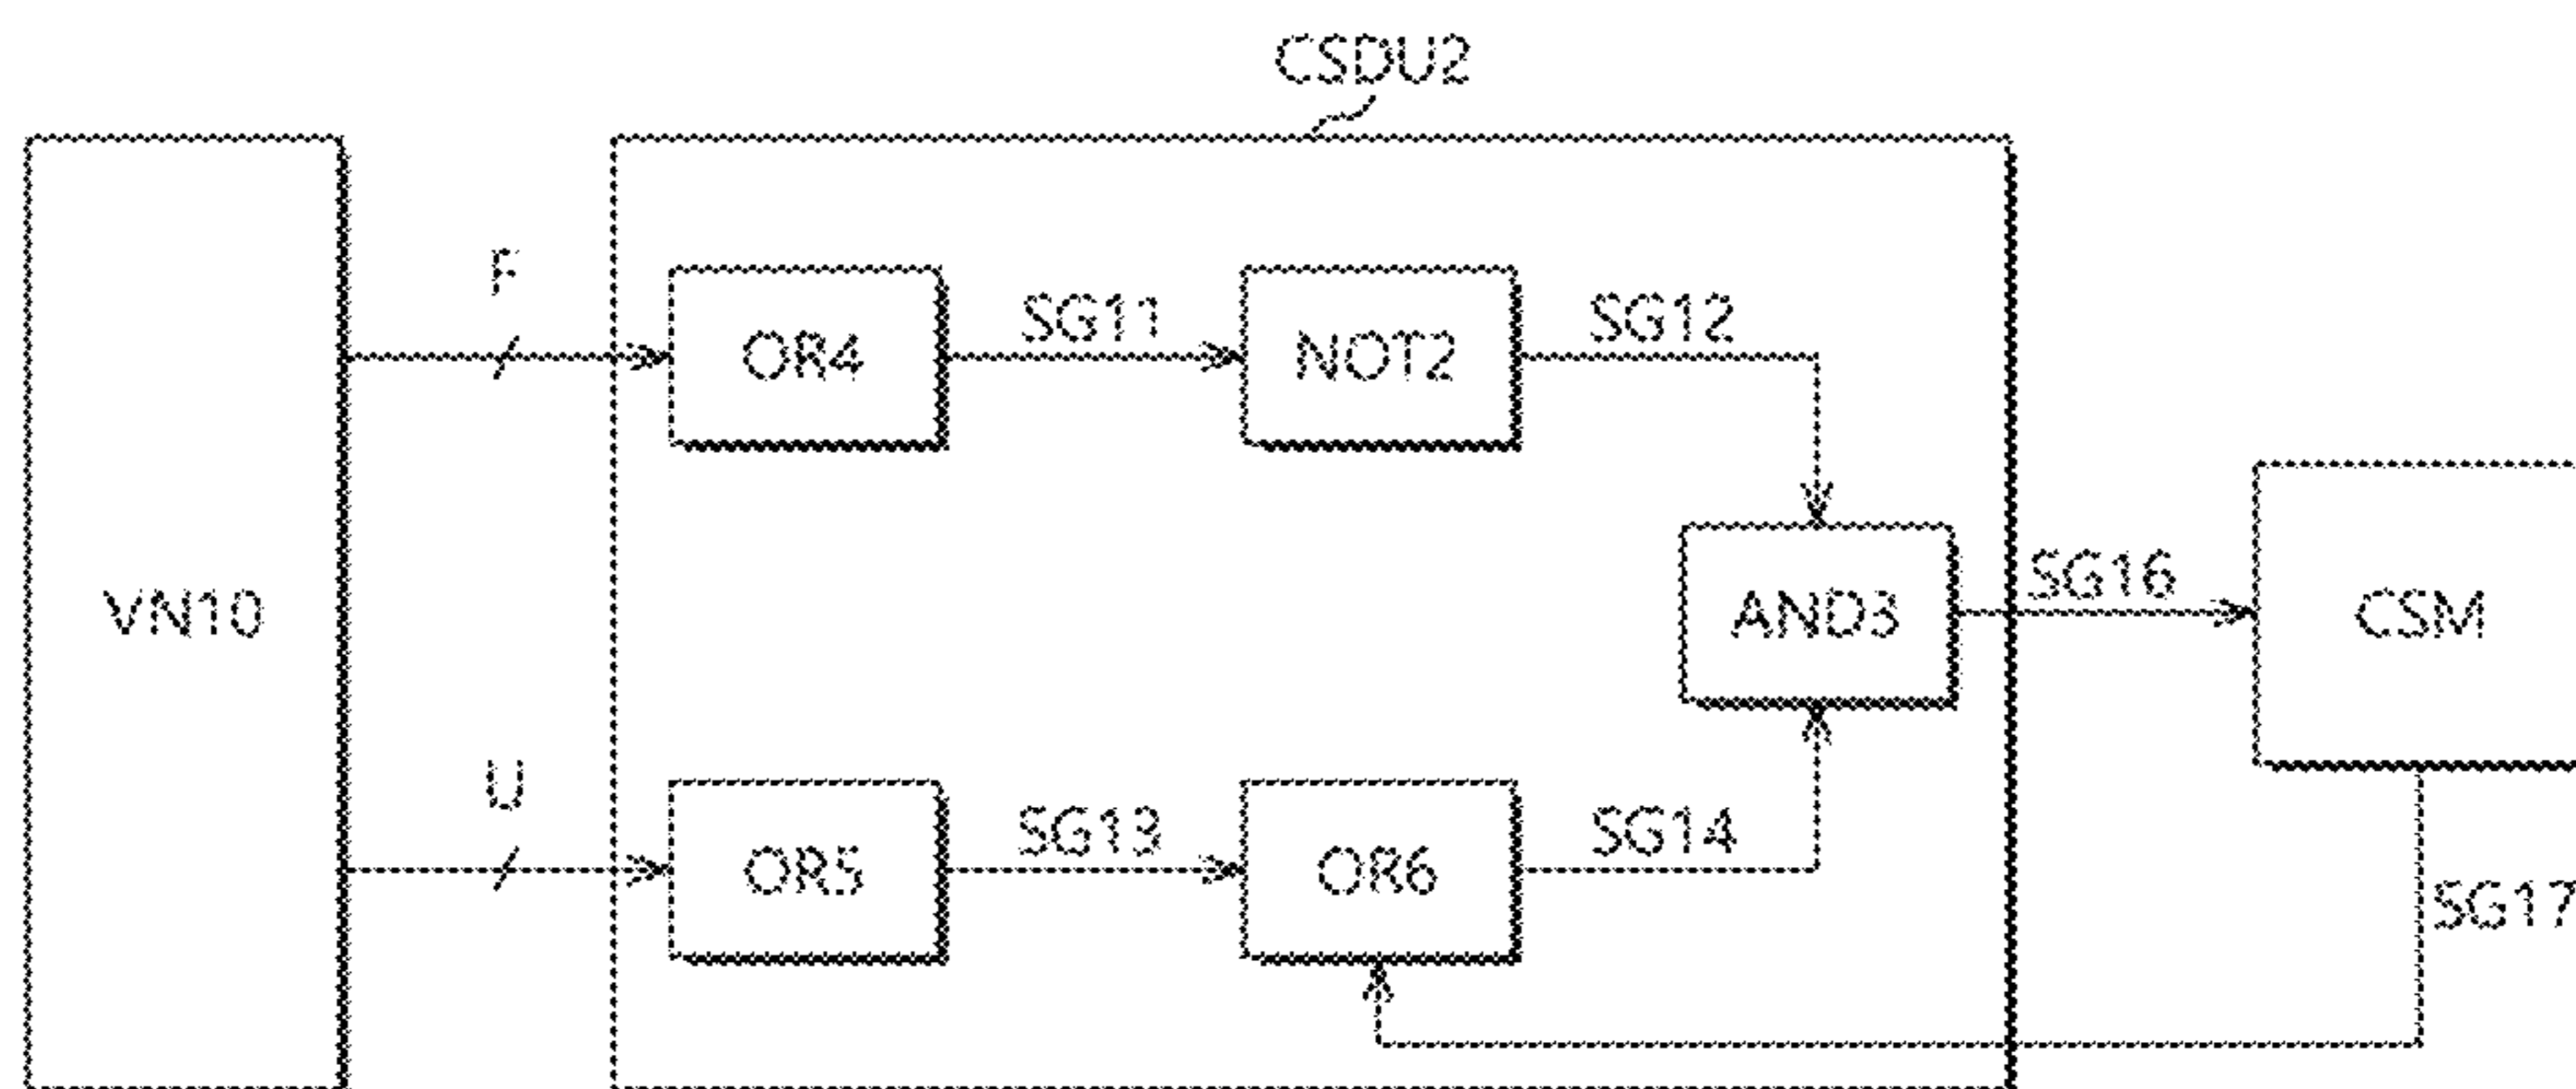 CSDU2
F
SG11
SG12
OR4
NOT2
VN10
AND3
SG16
CSM
U
SG13
SG14
OR5
OR6
SG17